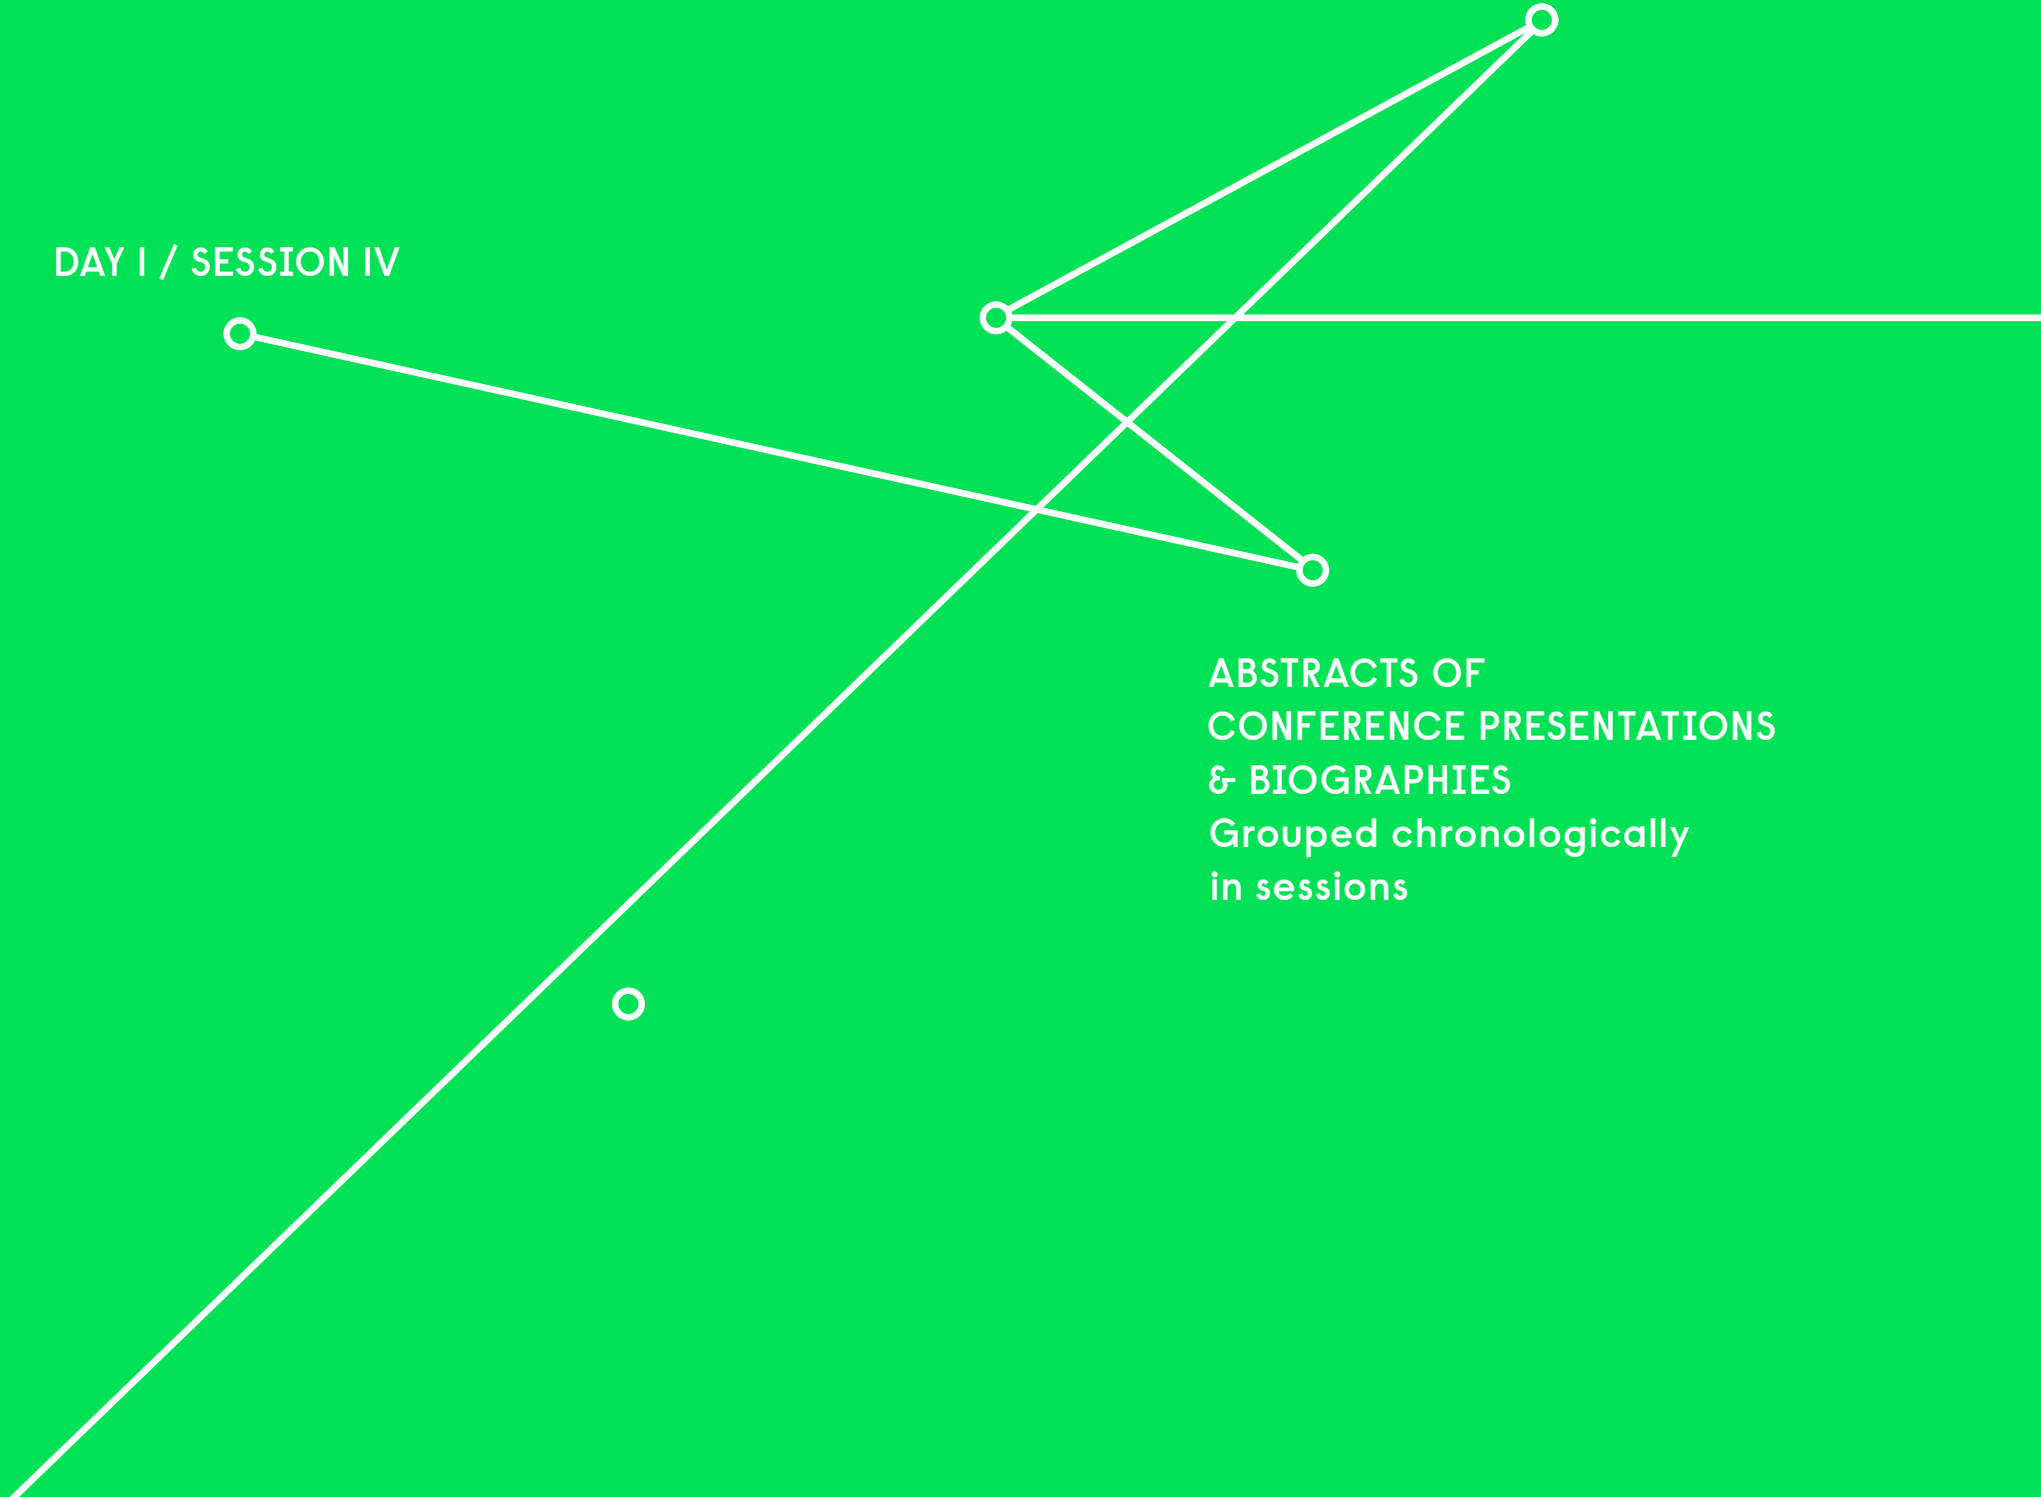 DAY I / SESSION IV
ABSTRACTS OF
CONFERENCE PRESENTATIONS
& BIOGRAPHIES
Grouped chronologically
in sessions